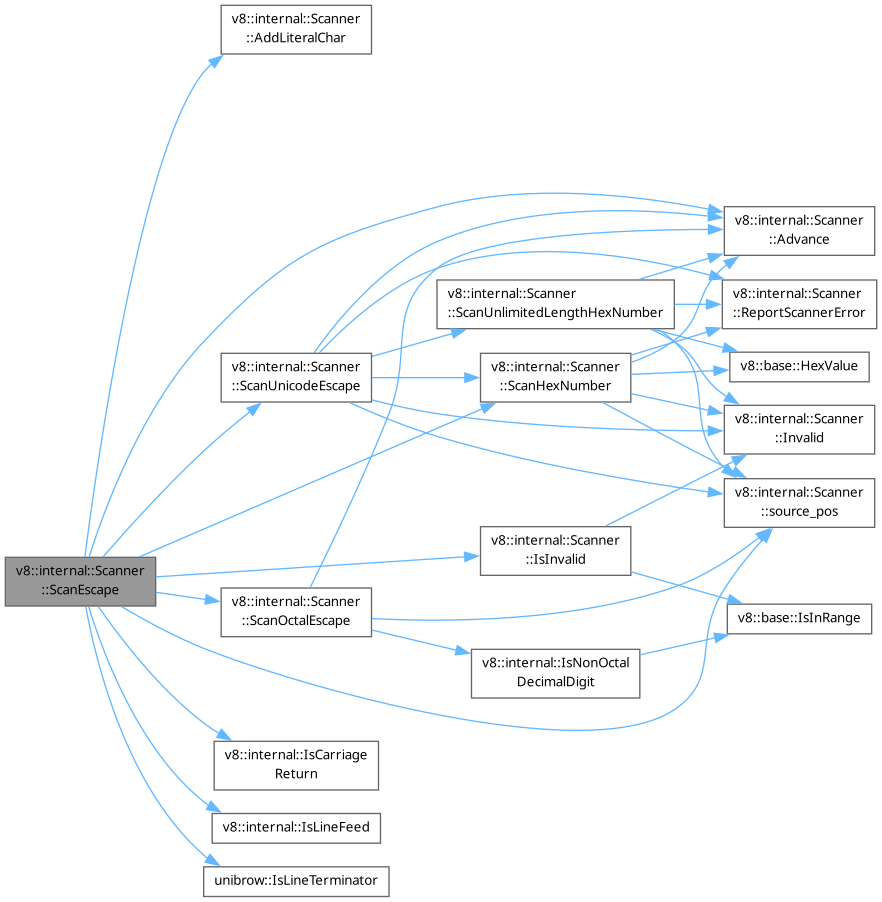 v8::internal::Scanner
::AddLiteralChar
v8::internal::Scanner
::Advance
v8::internal::Scanner
::ScanUnlimitedLengthHexNumber
v8::internal::Scanner
::ReportScannerError
v8::internal::Scanner
::ScanUnicodeEscape
v8::internal::Scanner
::ScanHexNumber
v8::base::HexValue
v8::internal::Scanner
::Invalid
v8::internal::Scanner
::source_pos
v8::internal::Scanner
::IsInvalid
v8::internal::Scanner
::ScanEscape
v8::internal::Scanner
::ScanOctalEscape
v8::base::IsInRange
v8::internal::IsNonOctal
DecimalDigit
v8::internal::IsCarriage
Return
v8::internal::IsLineFeed
unibrow::IsLineTerminator